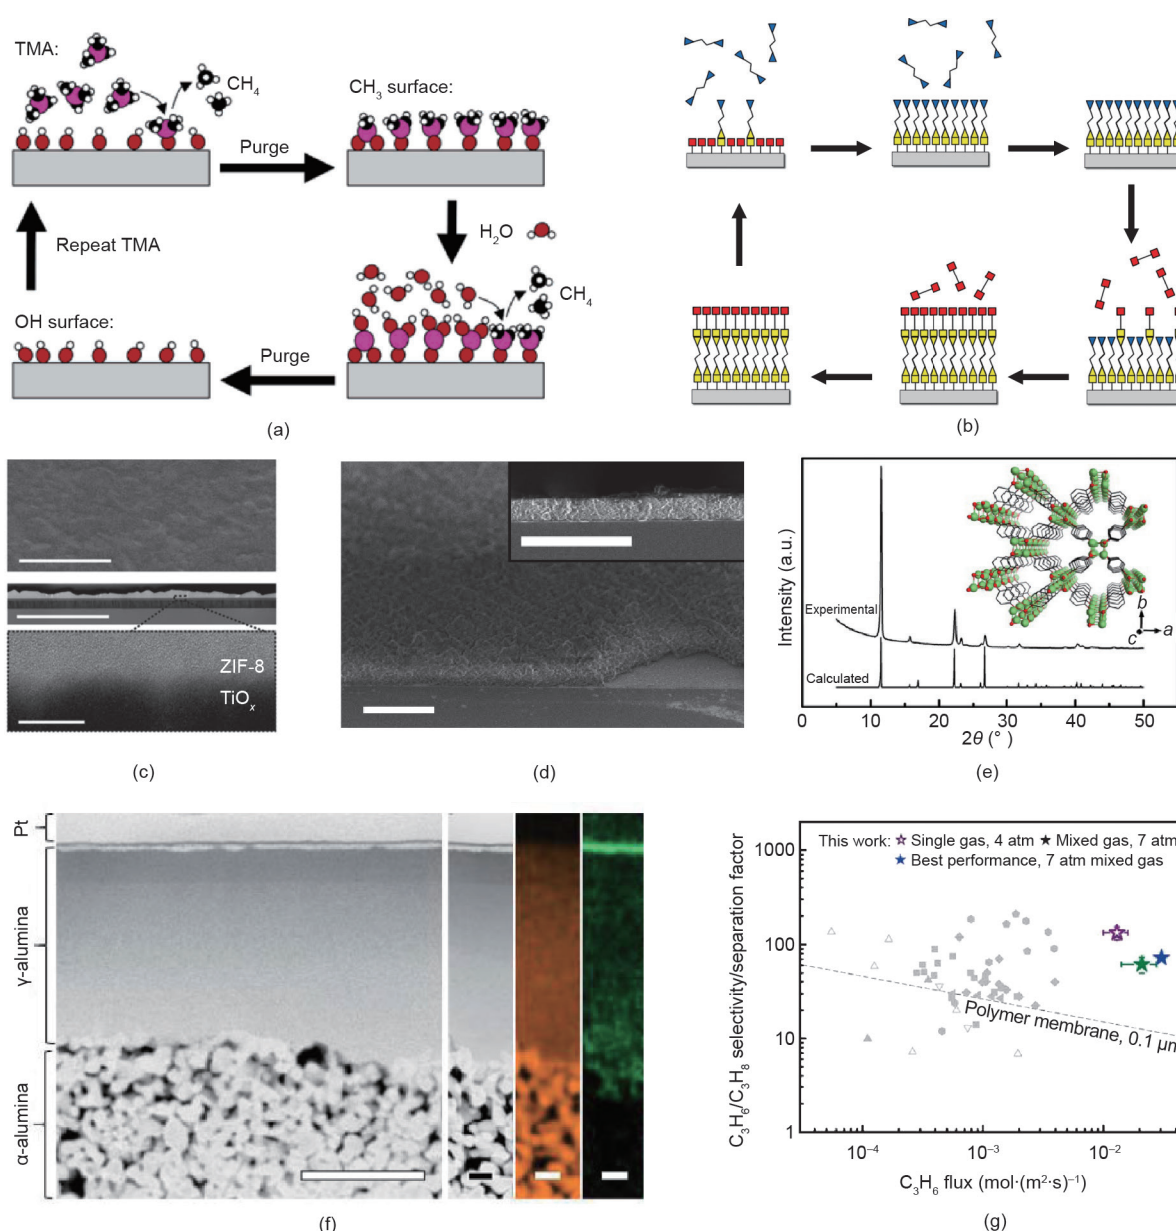 TMA:
CH₄
CH₃ surface:
Purge
Repeat TMA
H₂O
CH₄
OH surface:
Purge
(a)
(b)
ZIF-8
TiOₓ
(c)
(d)
Intensity (a.u.)
Experimental
Calculated
b
c
a
0 10 20 30 40 50
2θ (°)
(e)
Pt
γ-alumina
α-alumina
(f)
C₃H₆/C₃H₈ selectivity/separation factor
1000
100
10
1
This work: ☆ Single gas, 4 atm ★ Mixed gas, 7 atm
★ Best performance, 7 atm mixed gas
Polymer membrane, 0.1 μm
10⁻⁴ 10⁻³ 10⁻²
C₃H₆ flux (mol·(m²·s)⁻¹)
(g)